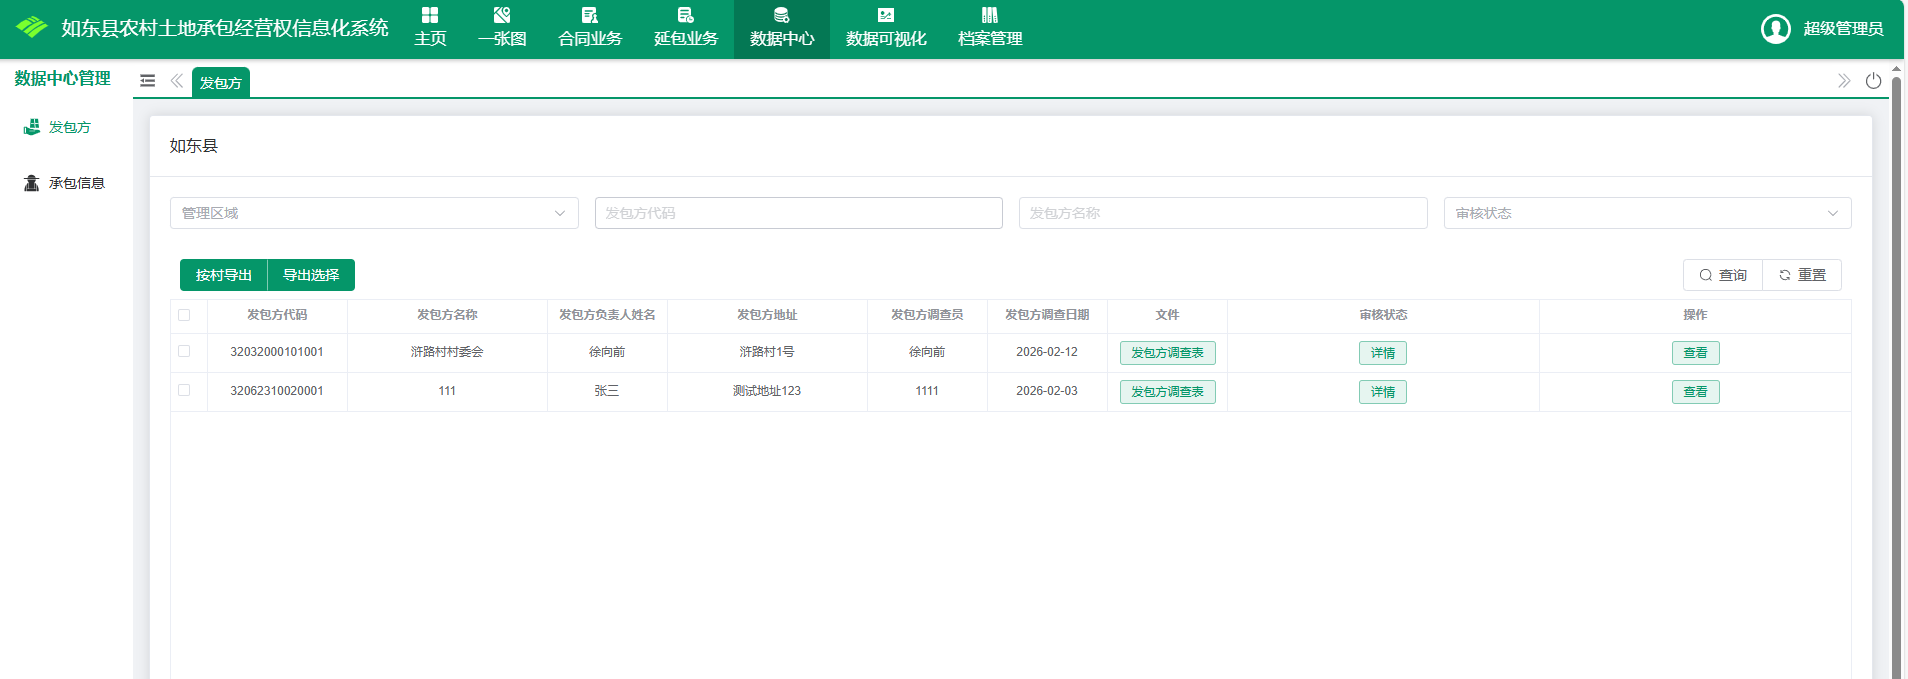 如东县农村土地承包经营权信息化系统
主页
一张图
合同业务
延包业务
数据中心
数据可视化
档案管理
超级管理员
数据中心管理
发包方
发包方
承包信息
如东县
管理区域
发包方代码
发包方名称
审核状态
按村导出
导出选择
查询
重置
发包方代码 发包方名称 发包方负责人姓名 发包方地址 发包方调查员 发包方调查日期 文件 审核状态 操作
32032000101001 浒路村村委会 徐向前 浒路村1号 徐向前 2026-02-12 发包方调查表 详情 查看
32062310020001 111 张三 测试地址123 1111 2026-02-03 发包方调查表 详情 查看